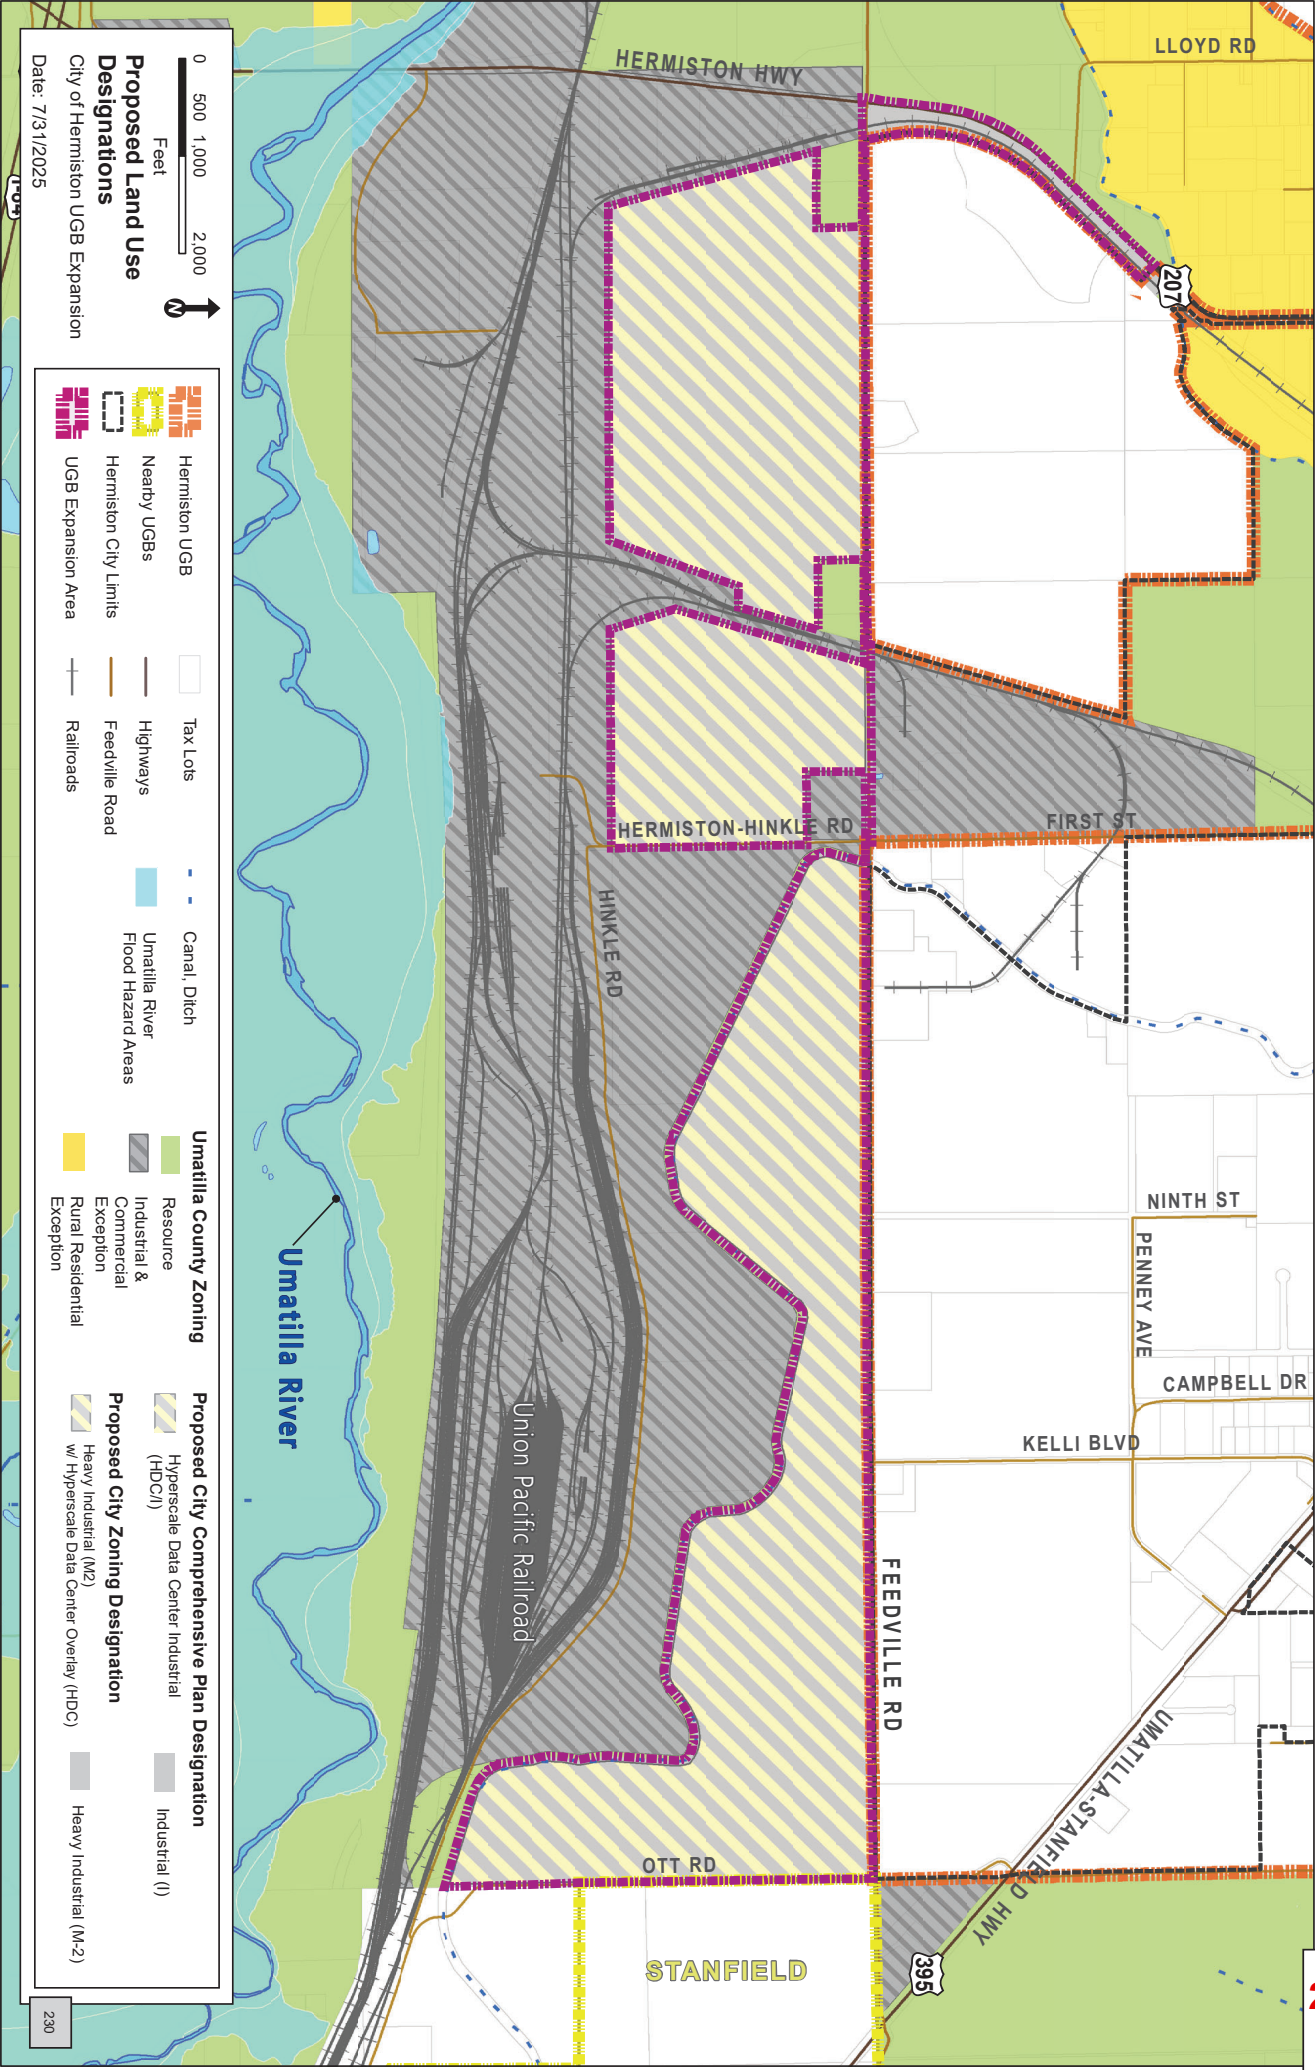 HERMISTON HWY
LLOYD RD
207
FIRST ST
HERMISTON-HINKLE RD
HINKLE RD
NINTH ST
PENNEY AVE
CAMPBELL DR
KELLI BLVD
FEEDVILLE RD
UMATILLA-STANFIELD HWY
OTT RD
395
STANFIELD
Union Pacific Railroad
Umatilla River
I-84
0 500 1,000 2,000
Feet
N
Proposed Land Use
Designations
City of Hermiston UGB Expansion
Date: 7/31/2025
Hermiston UGB
Nearby UGBs
Hermiston City Limits
UGB Expansion Area
Tax Lots
Highways
Feedville Road
Railroads
Canal, Ditch
Umatilla River
Flood Hazard Areas
Umatilla County Zoning
Resource
Industrial &
Commercial
Exception
Rural Residential
Exception
Proposed City Comprehensive Plan Designation
Hyperscale Data Center Industrial
(HDC/I)
Industrial (I)
Proposed City Zoning Designation
Heavy Industrial (M2)
w/ Hyperscale Data Center Overlay (HDC)
Heavy Industrial (M-2)
230